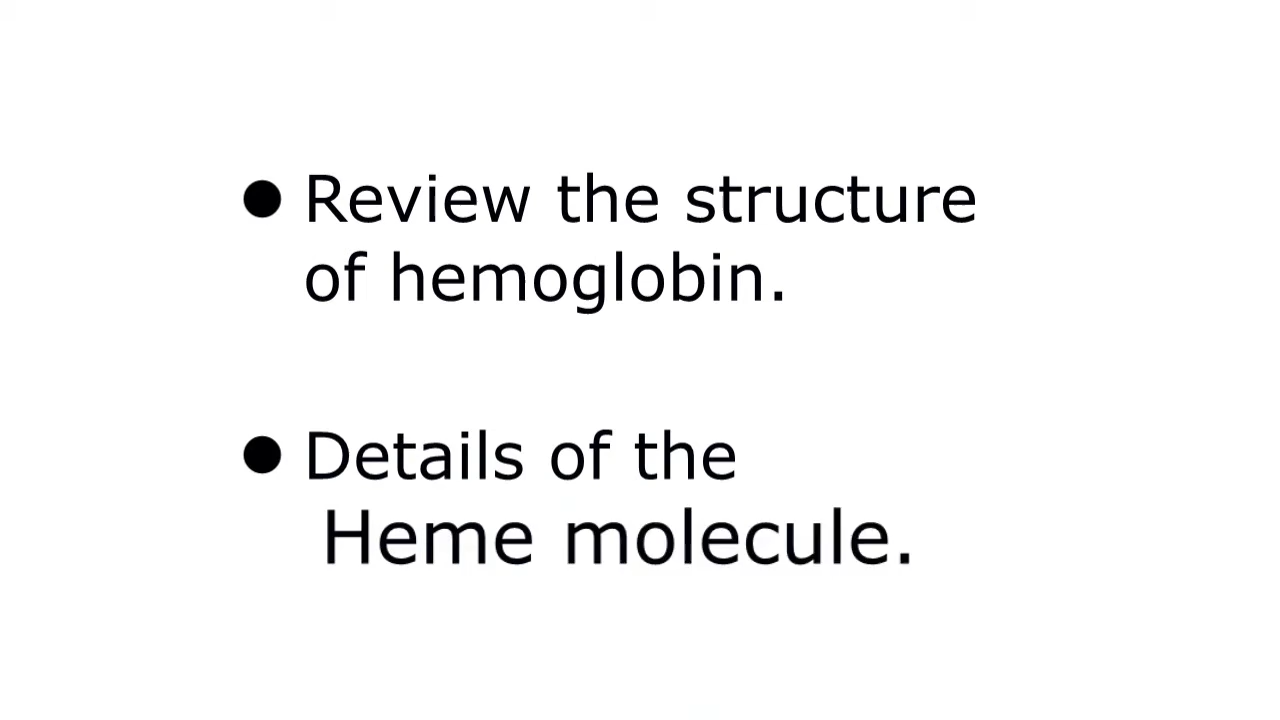 ● Review the structure
of hemoglobin.
● Details of the
Heme molecule.